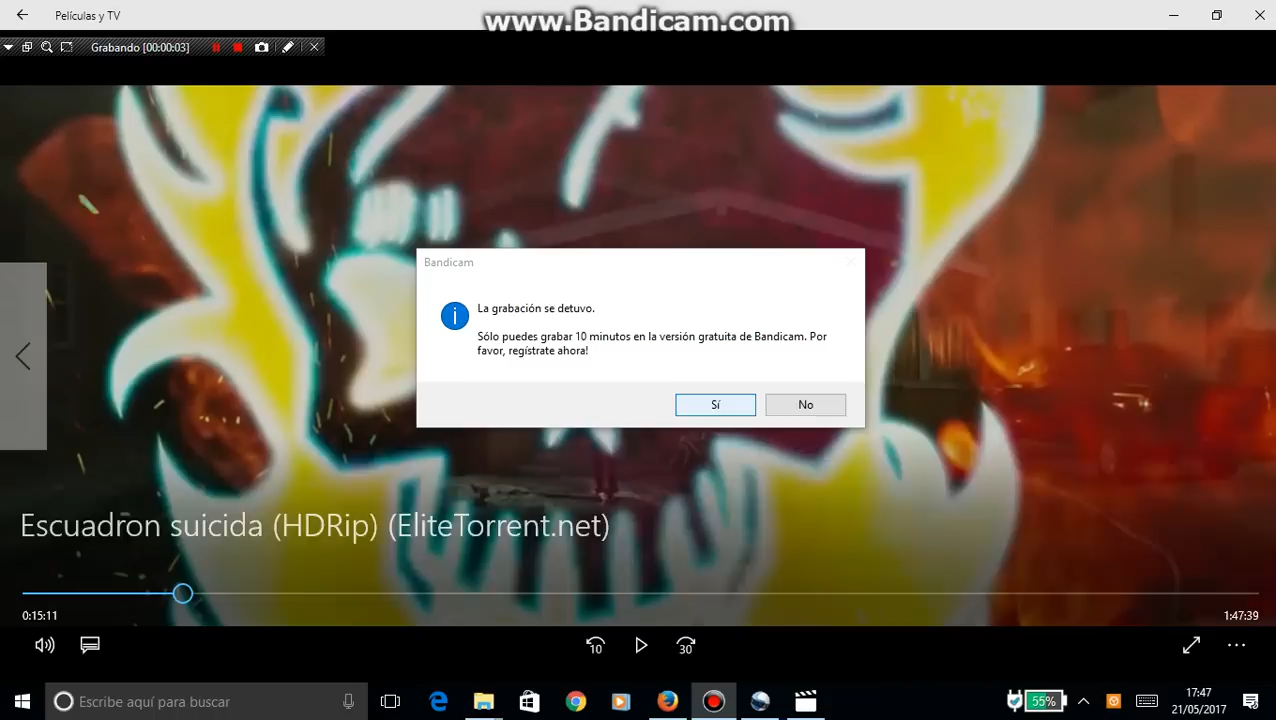 Películas y TV
www.Bandicam.com
Grabando [00:00:03]
Bandicam
La grabación se detuvo.
Sólo puedes grabar 10 minutos en la versión gratuita de Bandicam. Por
favor, regístrate ahora!
Sí
No
Escuadron suicida (HDRip) (EliteTorrent.net)
0:15:11
1:47:39
10
30
Escribe aquí para buscar
55%
17:47
21/05/2017